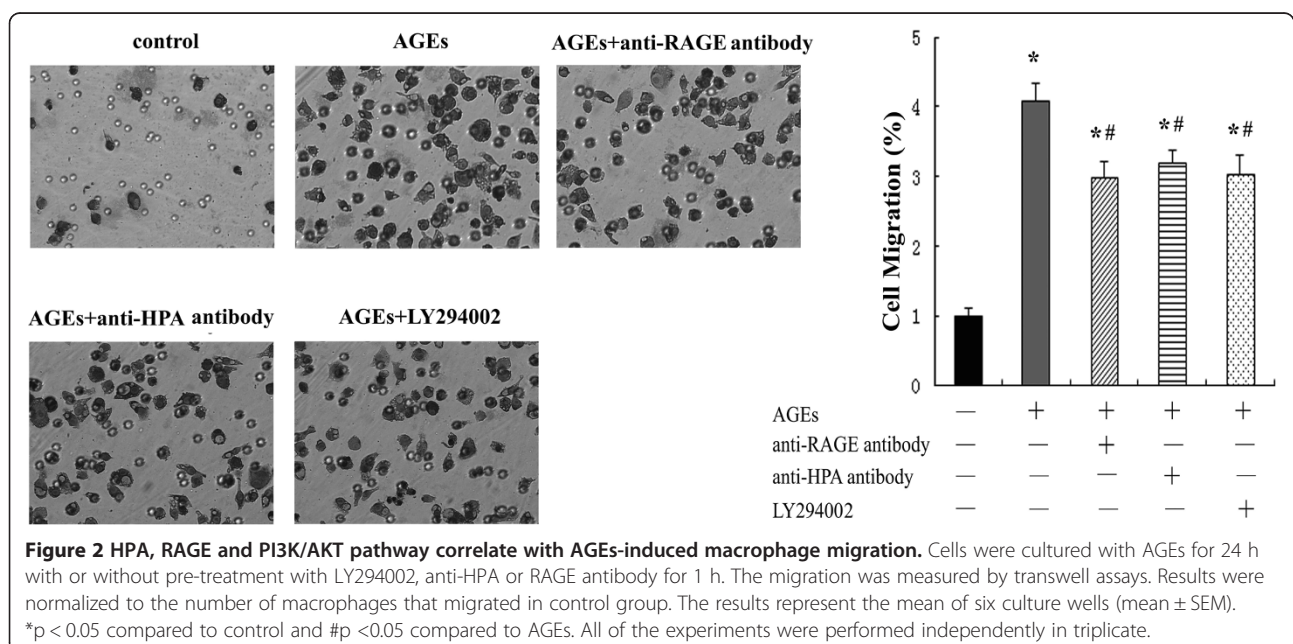 control
AGEs
AGEs+anti-RAGE antibody
AGEs+anti-HPA antibody
AGEs+LY294002
Cell Migration (%)
5
4
3
2
1
0
*
*#
*#
*#
AGEs — + + + +
anti-RAGE antibody — — + — —
anti-HPA antibody — — — + —
LY294002 — — — — +
Figure 2 HPA, RAGE and PI3K/AKT pathway correlate with AGEs-induced macrophage migration. Cells were cultured with AGEs for 24 h
with or without pre-treatment with LY294002, anti-HPA or RAGE antibody for 1 h. The migration was measured by transwell assays. Results were
normalized to the number of macrophages that migrated in control group. The results represent the mean of six culture wells (mean ± SEM).
*p < 0.05 compared to control and #p <0.05 compared to AGEs. All of the experiments were performed independently in triplicate.